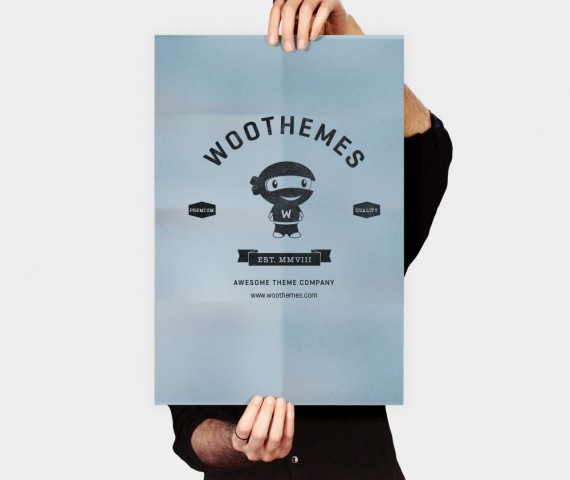 WOOTHEMES
W
PREMIUM
QUALITY
EST. MMVIII
AWESOME THEME COMPANY
www.woothemes.com